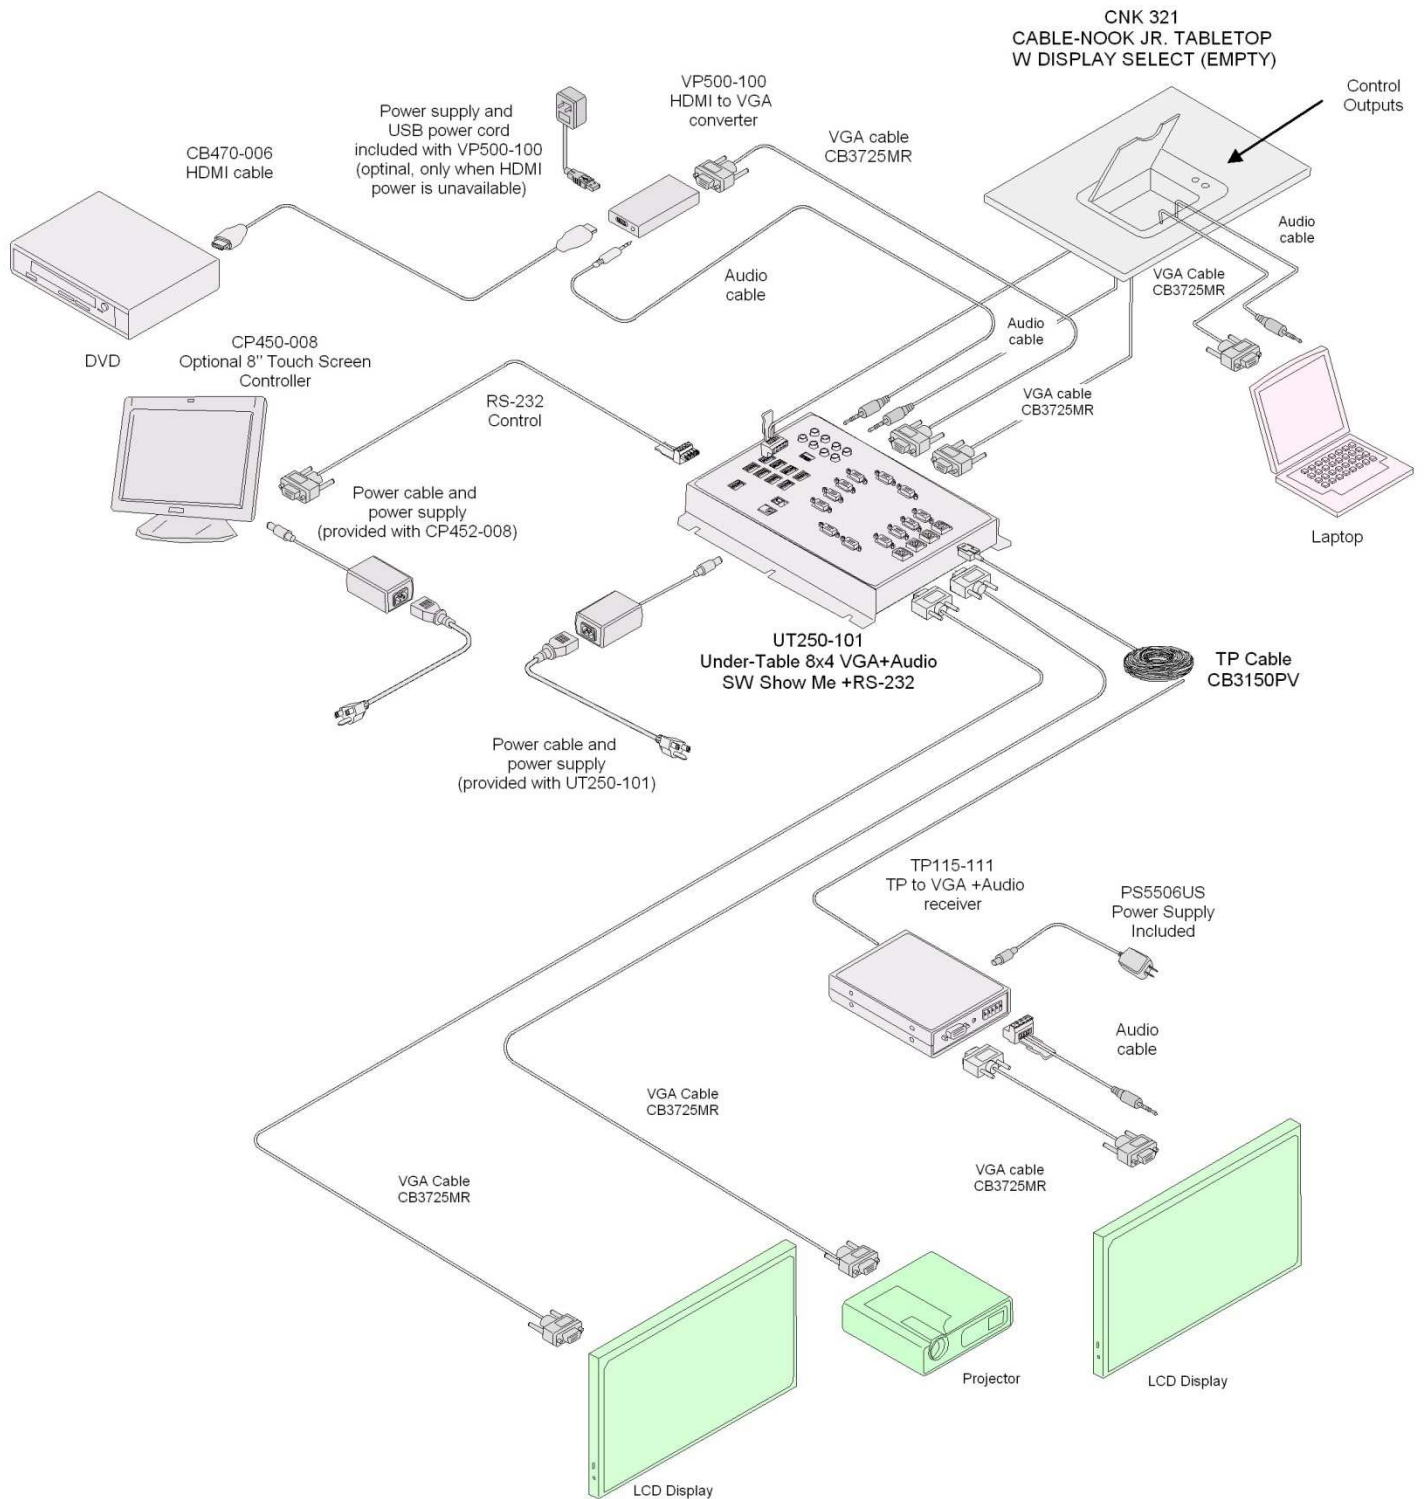 CNK 321
CABLE-NOOK JR. TABLETOP
W DISPLAY SELECT (EMPTY)
Control
Outputs
VP500-100
HDMI to VGA
converter
Power supply and
USB power cord
included with VP500-100
(optinal, only when HDMI
power is unavailable)
VGA cable
CB3725MR
CB470-006
HDMI cable
Audio
cable
Audio
cable
VGA Cable
CB3725MR
DVD
CP450-008
Optional 8" Touch Screen
Controller
Audio
cable
RS-232
Control
VGA cable
CB3725MR
Power cable and
power supply
(provided with CP452-008)
Laptop
UT250-101
Under-Table 8x4 VGA+Audio
SW Show Me +RS-232
TP Cable
CB3150PV
Power cable and
power supply
(provided with UT250-101)
TP115-111
TP to VGA +Audio
receiver
PS5506US
Power Supply
Included
Audio
cable
VGA Cable
CB3725MR
VGA Cable
CB3725MR
VGA cable
CB3725MR
Projector
LCD Display
LCD Display